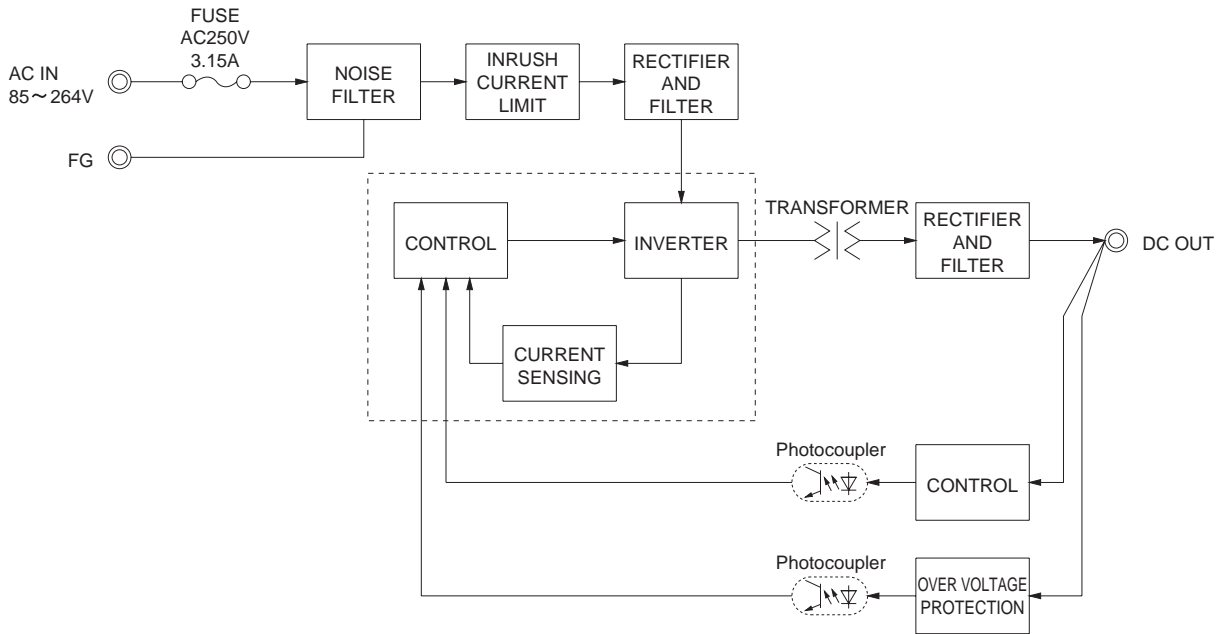 FUSE
AC250V
3.15A
AC IN
85～264V
NOISE
FILTER
INRUSH
CURRENT
LIMIT
RECTIFIER
AND
FILTER
FG
CONTROL
INVERTER
TRANSFORMER
RECTIFIER
AND
FILTER
DC OUT
CURRENT
SENSING
Photocoupler
CONTROL
Photocoupler
OVER VOLTAGE
PROTECTION